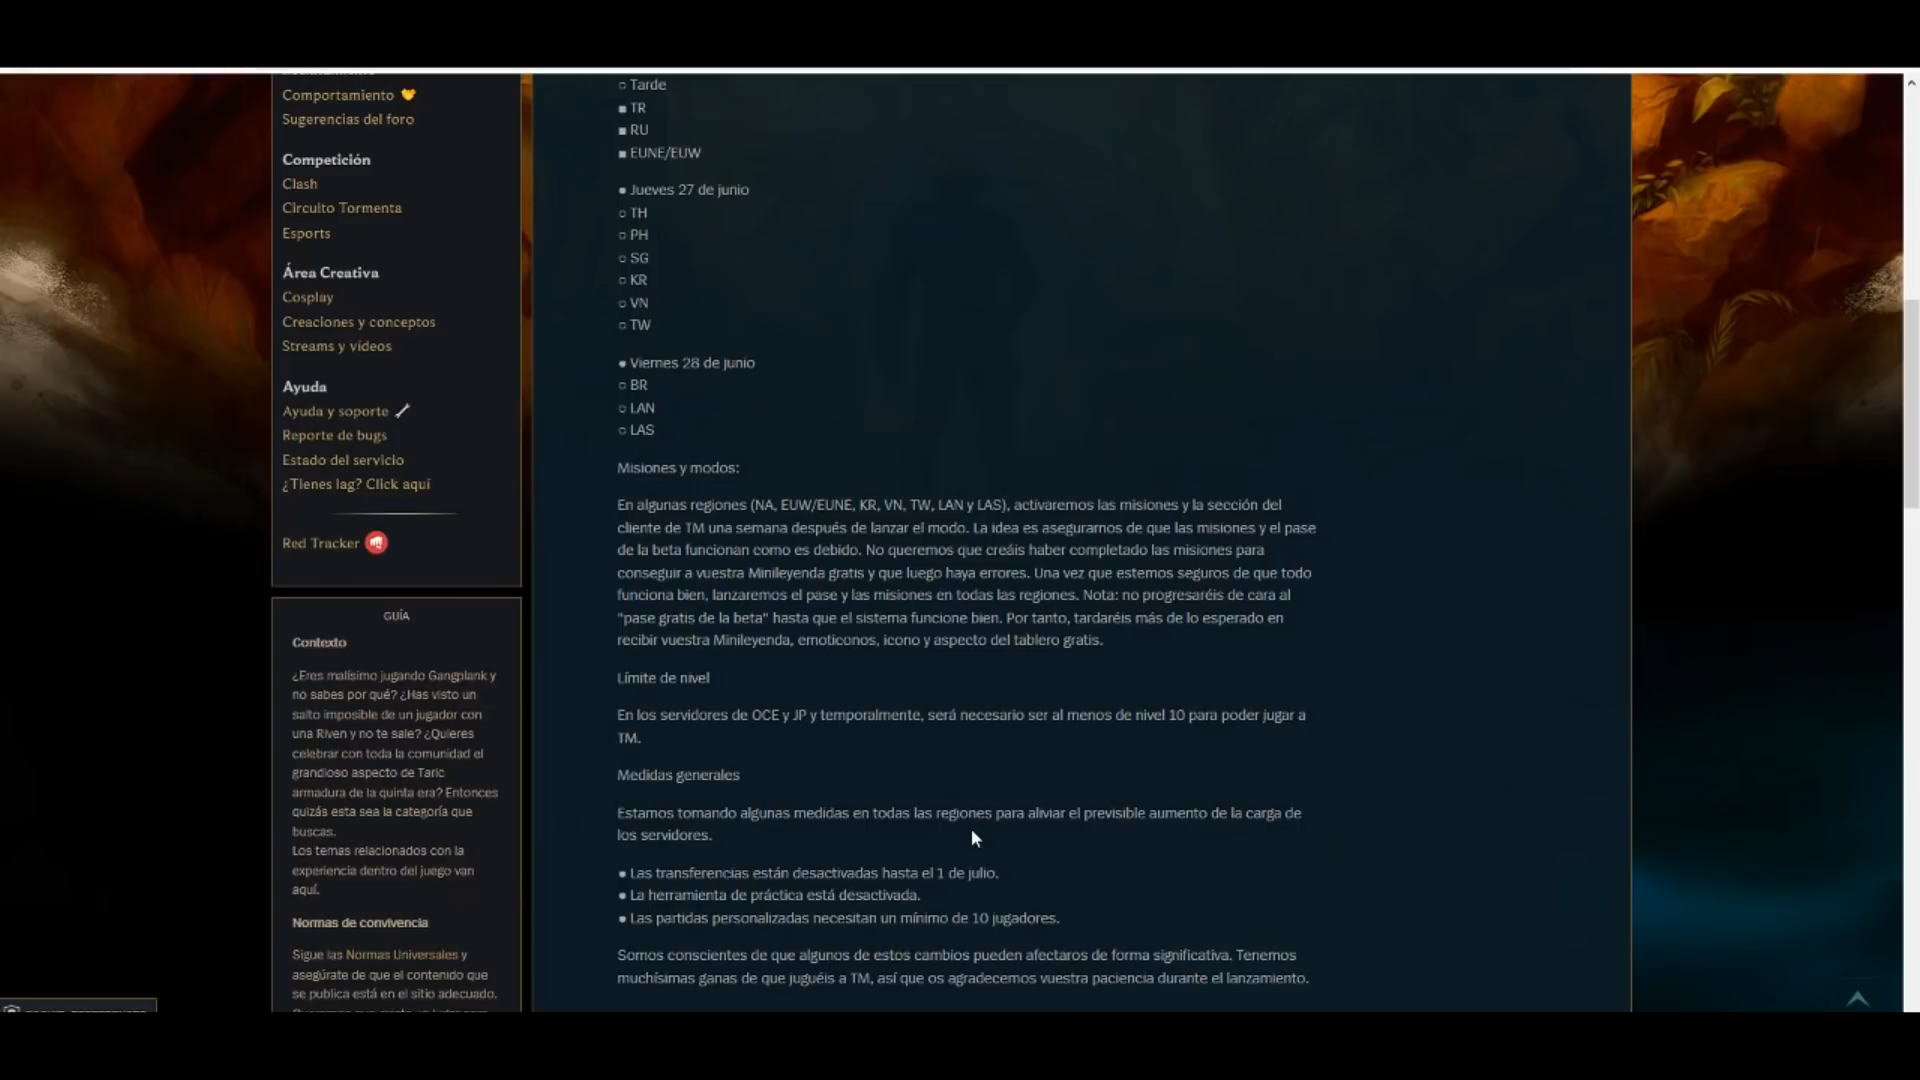 Comportamiento
Sugerencias del foro
Competición
Clash
Circuito Tormenta
Esports
Área Creativa
Cosplay
Creaciones y conceptos
Streams y vídeos
Ayuda
Ayuda y soporte
Reporte de bugs
Estado del servicio
¿Tienes lag? Click aquí
Red Tracker
GUÍA
Contexto
¿Eres malísimo jugando Gangplank y
no sabes por qué? ¿Has visto un
salto imposible de un jugador con
una Riven y no te sale? ¿Quieres
celebrar con toda la comunidad el
grandioso aspecto de Taric
armadura de la quinta era? Entonces
quizás esta sea la categoría que
buscas.
Los temas relacionados con la
experiencia dentro del juego van
aquí.
Normas de convivencia
Sigue las Normas Universales y
asegúrate de que el contenido que
se publica está en el sitio adecuado.
○ Tarde
■ TR
■ RU
■ EUNE/EUW
● Jueves 27 de junio
○ TH
○ PH
○ SG
○ KR
○ VN
○ TW
● Viernes 28 de junio
○ BR
○ LAN
○ LAS
Misiones y modos:
En algunas regiones (NA, EUW/EUNE, KR, VN, TW, LAN y LAS), activaremos las misiones y la sección del
cliente de TM una semana después de lanzar el modo. La idea es asegurarnos de que las misiones y el pase
de la beta funcionan como es debido. No queremos que creáis haber completado las misiones para
conseguir a vuestra Minileyenda gratis y que luego haya errores. Una vez que estemos seguros de que todo
funciona bien, lanzaremos el pase y las misiones en todas las regiones. Nota: no progresaréis de cara al
"pase gratis de la beta" hasta que el sistema funcione bien. Por tanto, tardaréis más de lo esperado en
recibir vuestra Minileyenda, emoticonos, icono y aspecto del tablero gratis.
Límite de nivel
En los servidores de OCE y JP y temporalmente, será necesario ser al menos de nivel 10 para poder jugar a
TM.
Medidas generales
Estamos tomando algunas medidas en todas las regiones para aliviar el previsible aumento de la carga de
los servidores.
● Las transferencias están desactivadas hasta el 1 de julio.
● La herramienta de práctica está desactivada.
● Las partidas personalizadas necesitan un mínimo de 10 jugadores.
Somos conscientes de que algunos de estos cambios pueden afectaros de forma significativa. Tenemos
muchísimas ganas de que juguéis a TM, así que os agradecemos vuestra paciencia durante el lanzamiento.